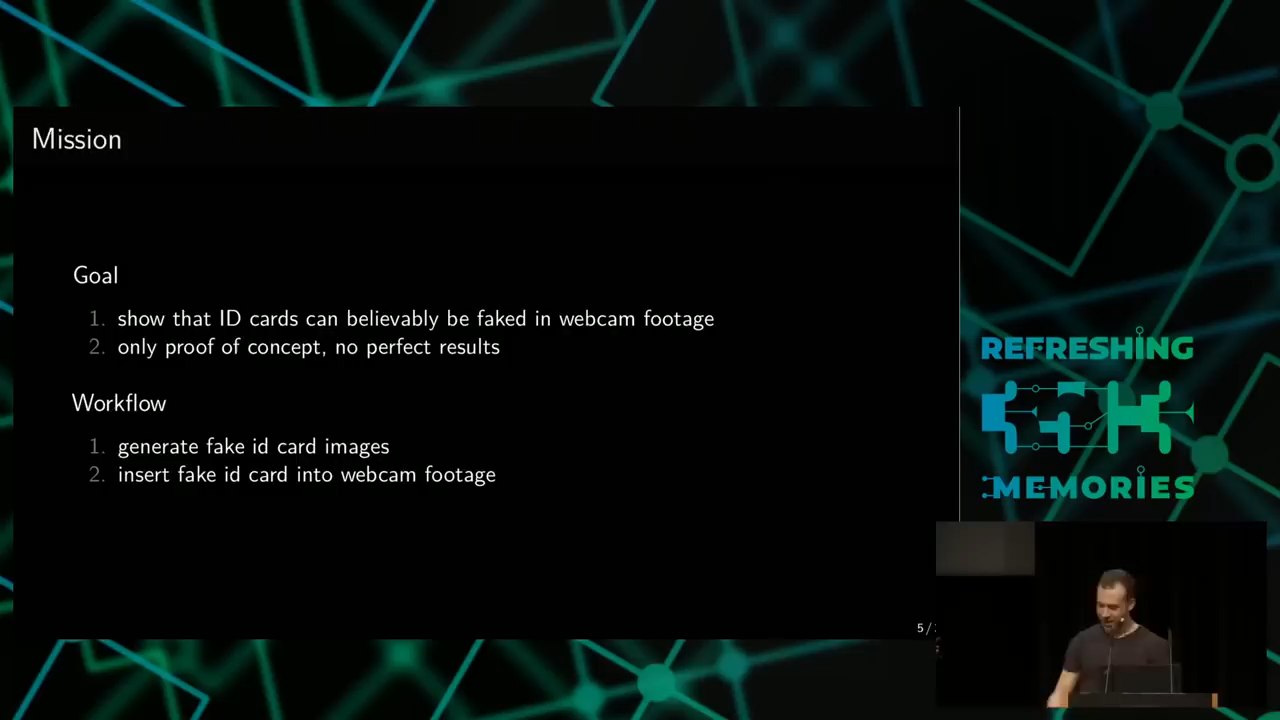 Mission
Goal
1. show that ID cards can believably be faked in webcam footage
2. only proof of concept, no perfect results
Workflow
1. generate fake id card images
2. insert fake id card into webcam footage
5/
REFRESHING
MEMORIES